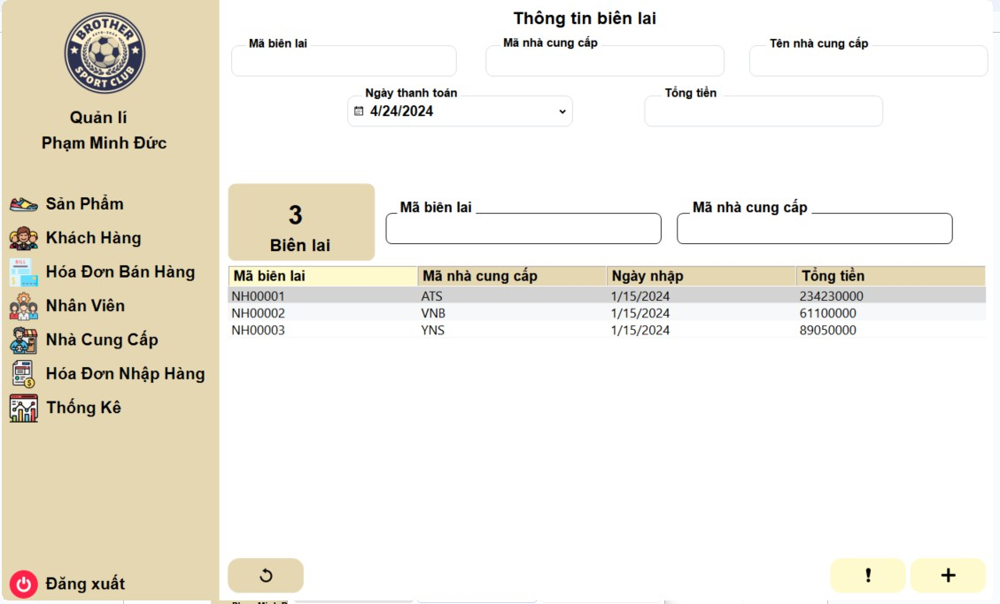 BROTHER
SPORT CLUB
Quản lí
Phạm Minh Đức
Sản Phẩm
Khách Hàng
Hóa Đơn Bán Hàng
Nhân Viên
Nhà Cung Cấp
Hóa Đơn Nhập Hàng
Thống Kê
Đăng xuất
Thông tin biên lai
Mã biên lai Mã nhà cung cấp Tên nhà cung cấp
Ngày thanh toán Tổng tiền
4/24/2024
3
Biên lai
Mã biên lai Mã nhà cung cấp
Mã biên lai Mã nhà cung cấp Ngày nhập Tổng tiền
NH00001 ATS 1/15/2024 234230000
NH00002 VNB 1/15/2024 61100000
NH00003 YNS 1/15/2024 89050000
! +